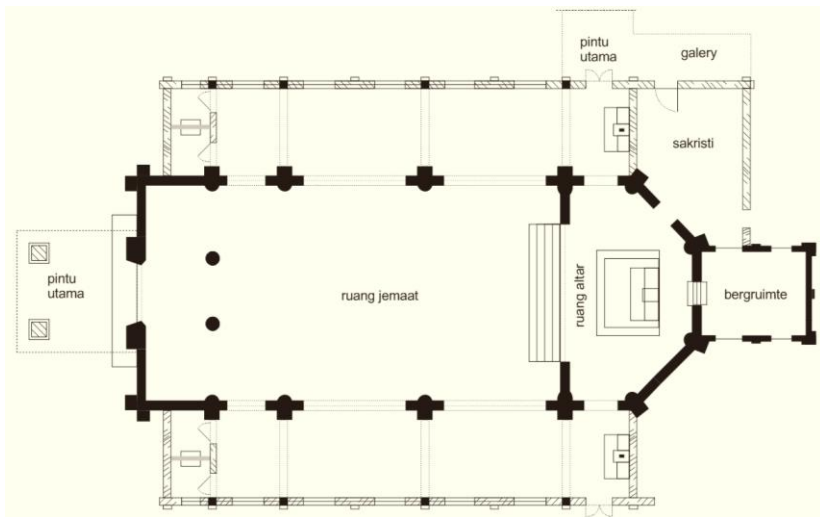 pintu
utama
galery
sakristi
pintu
utama
ruang jemaat
ruang altar
bergruimte